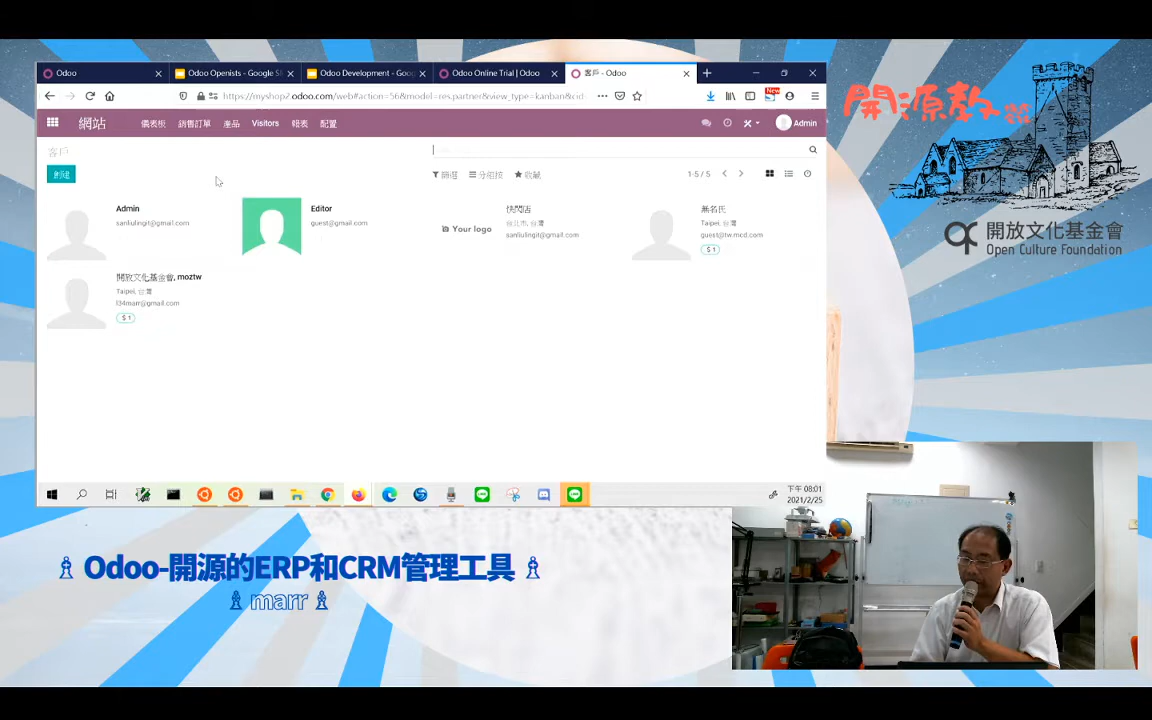 Odoo
Odoo Openists - Google Sl
Odoo Development - Goog
Odoo Online Trial | Odoo
客戶 - Odoo
https://myshop2.odoo.com/web#action=56&model=res.partner&view_type=kanban&cid
New
網站
儀表板
銷售訂單
產品
Visitors
報表
配置
Admin
客戶
創建
篩選
分組按
收藏
1-5 / 5
Admin
sanliulingit@gmail.com
Editor
guest@gmail.com
Your logo
快閃店
台北市, 台灣
sanliulingit@gmail.com
無名氏
Taipei, 台灣
guest@tw.mcd.com
$ 1
開放文化基金會, moztw
Taipei, 台灣
l34marr@gmail.com
$ 1
下午 08:01
2021/2/25
開源教
開放文化基金會
Open Culture Foundation
Odoo-開源的ERP和CRM管理工具
marr